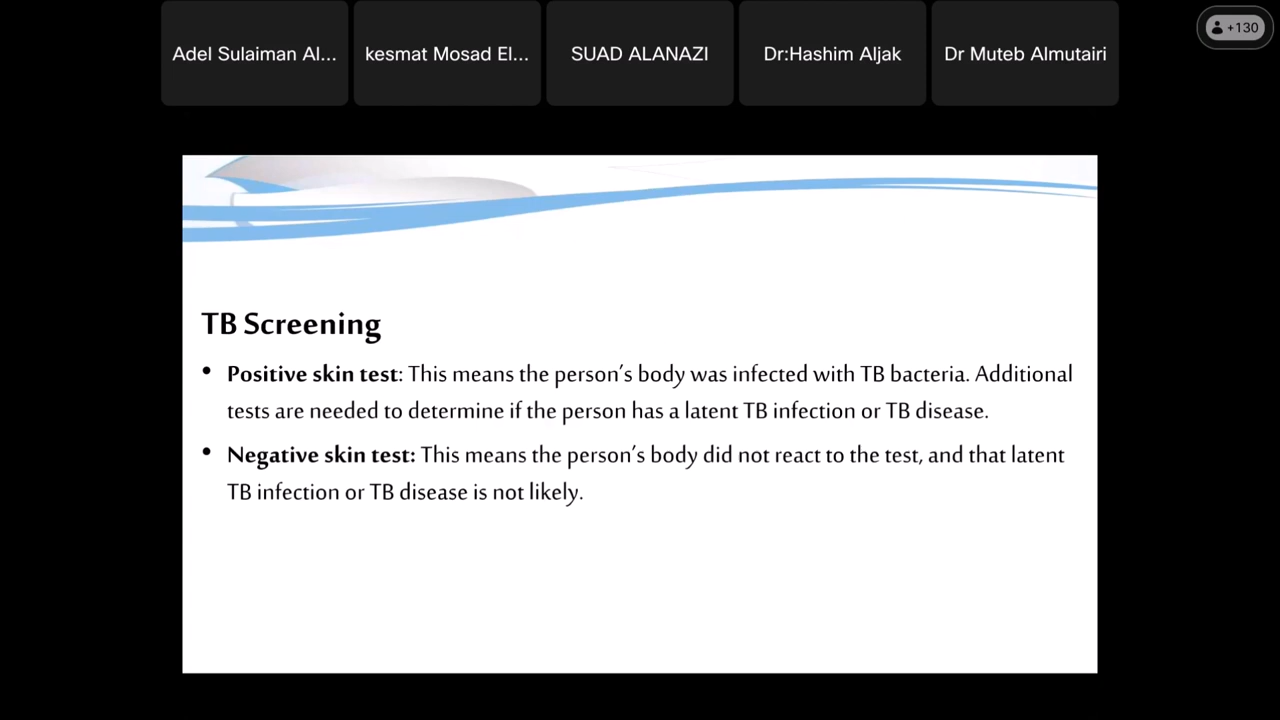 Adel Sulaiman Al...
kesmat Mosad El...
SUAD ALANAZI
Dr:Hashim Aljak
Dr Muteb Almutairi
+130
TB Screening
• Positive skin test: This means the person's body was infected with TB bacteria. Additional
tests are needed to determine if the person has a latent TB infection or TB disease.
• Negative skin test: This means the person's body did not react to the test, and that latent
TB infection or TB disease is not likely.